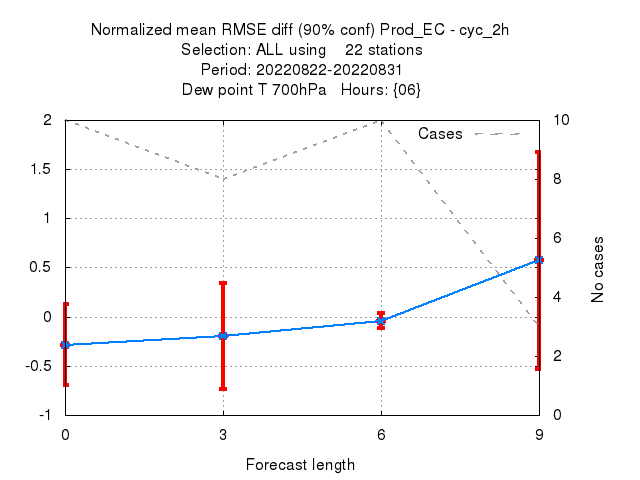 Normalized mean RMSE diff (90% conf) Prod_EC - cyc_2h
Selection: ALL using    22 stations
Period: 20220822-20220831
Dew point T 700hPa   Hours: {06}
2
1.5
1
0.5
0
-0.5
-1
10
8
6
4
2
0
Cases
No cases
0
3
6
9
Forecast length